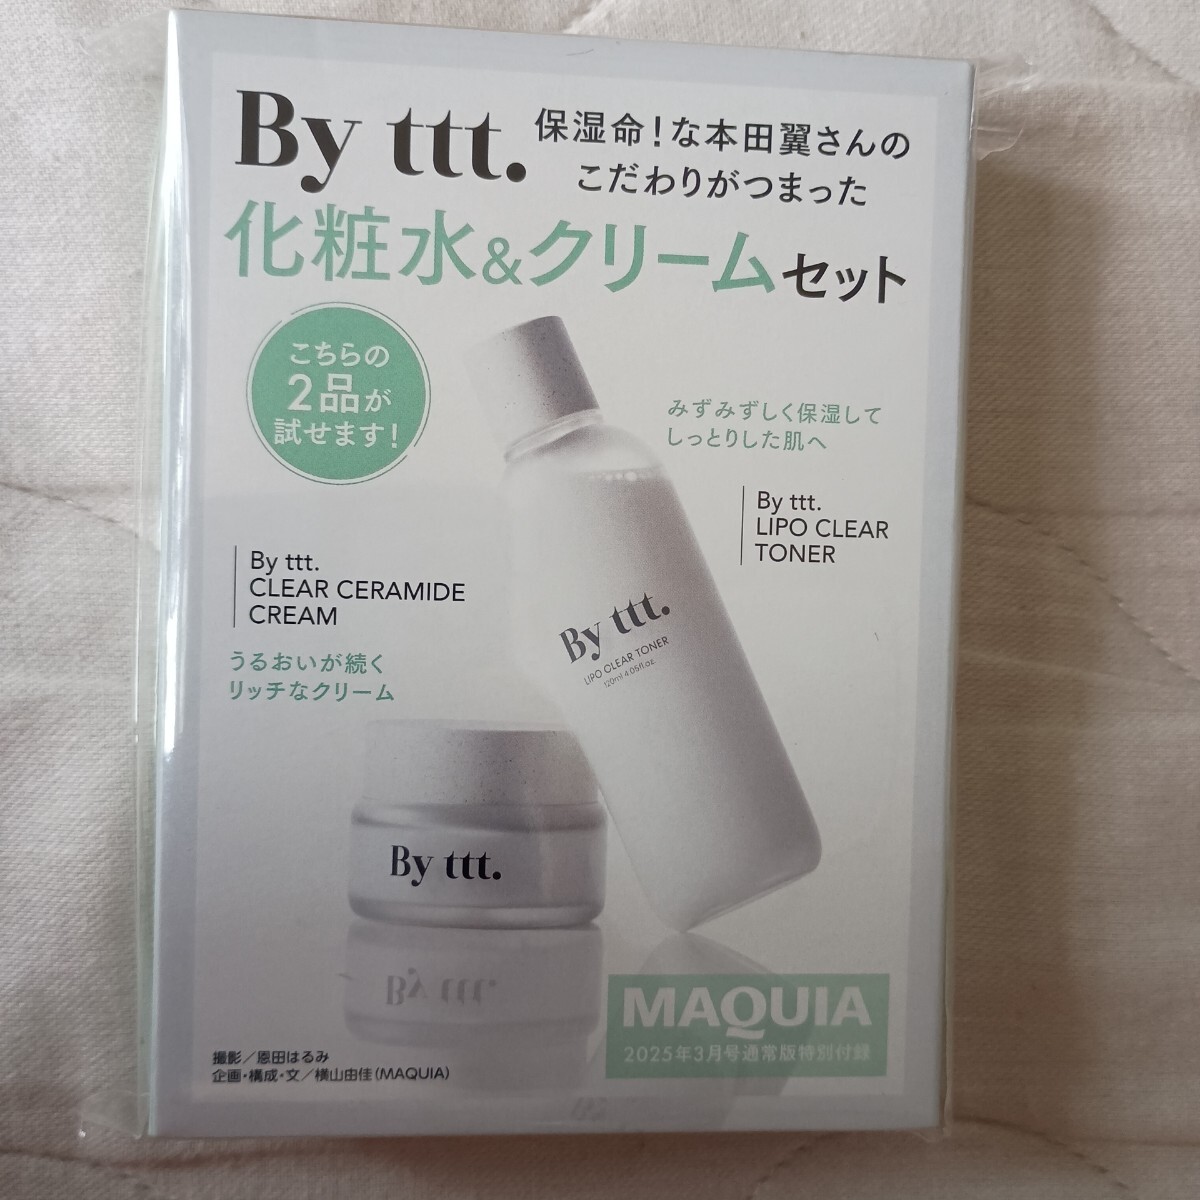 By ttt.
保湿命！な本田翼さんの
こだわりがつまった
化粧水&クリームセット
こちらの
2品が
試せます！
みずみずしく保湿して
しっとりした肌へ
By ttt.
LIPO CLEAR
TONER
By ttt.
CLEAR CERAMIDE
CREAM
うるおいが続く
リッチなクリーム
By ttt.
LIPO CLEAR TONER
120ml 4.05fl.oz.
By ttt.
MAQUIA
2025年3月号通常版特別付録
撮影／恩田はるみ
企画・構成・文／横山由佳（MAQUIA）